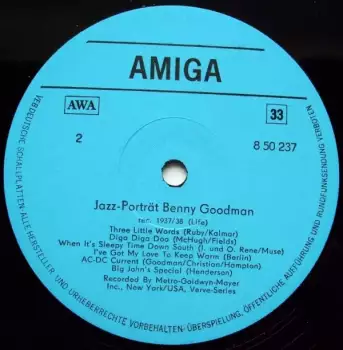 AMIGA
AWA
33
2
8 50 237
Jazz-Porträt Benny Goodman
rec. 1937/38 (Life)
Three Little Words (Ruby/Kalmar)
Diga Diga Doo (McHugh/Fields)
When It's Sleepy Time Down South (L. und O. Rene/Muse)
I've Got My Love To Keep Warm (Berlin)
AC-DC Current (Goodman/Christian/Hampton)
Big John's Special (Henderson)
Recorded By Metro-Goldwyn-Mayer
Inc., New York/USA, Verve-Series
VEB DEUTSCHE SCHALLPLATTEN ALLE HERSTELLER- UND URHEBERRECHTE VORBEHALTEN · ÜBERSPIELUNG, ÖFFENTLICHE AUFFÜHRUNG UND RUNDFUNKSENDUNG VERBOTEN